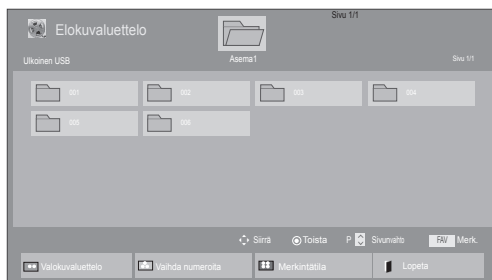 Sivu 1/1
Elokuvaluettelo
Ulkoinen USB
Asema1
Sivu 1/1
001 002 003 004
005 006
Siirrä Toista P Sivunvaihto FAV Merk.
Valokuvaluettelo Vaihda numeroita Merkintätila Lopeta